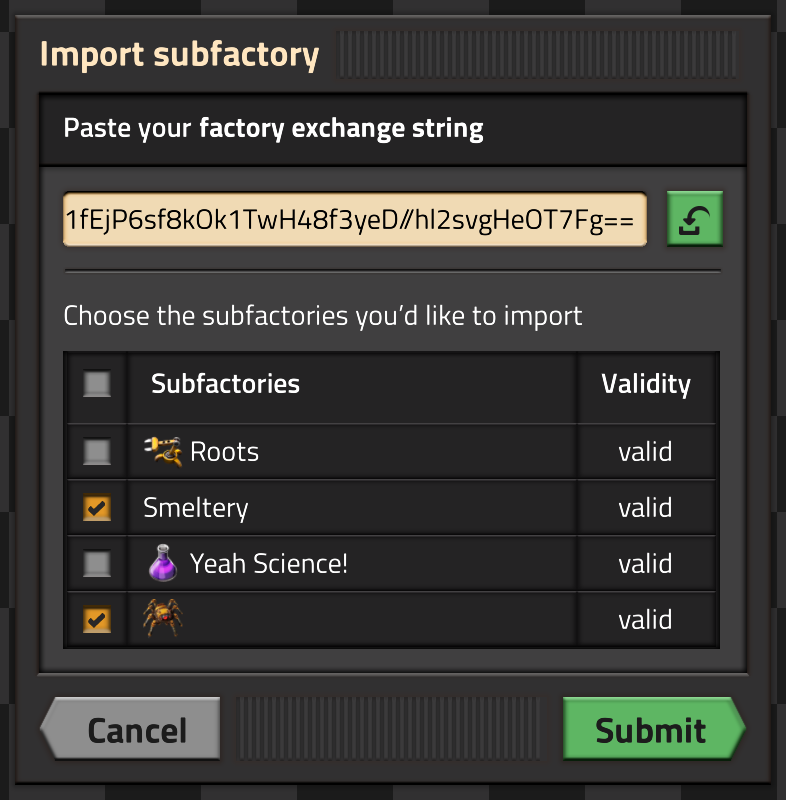 Import subfactory
Paste your factory exchange string
1fEjP6sf8kOk1TwH48f3yeD//hl2svgHeOT7Fg==
Choose the subfactories you'd like to import
Subfactories Validity
Roots valid
Smeltery valid
Yeah Science! valid
valid
Cancel Submit